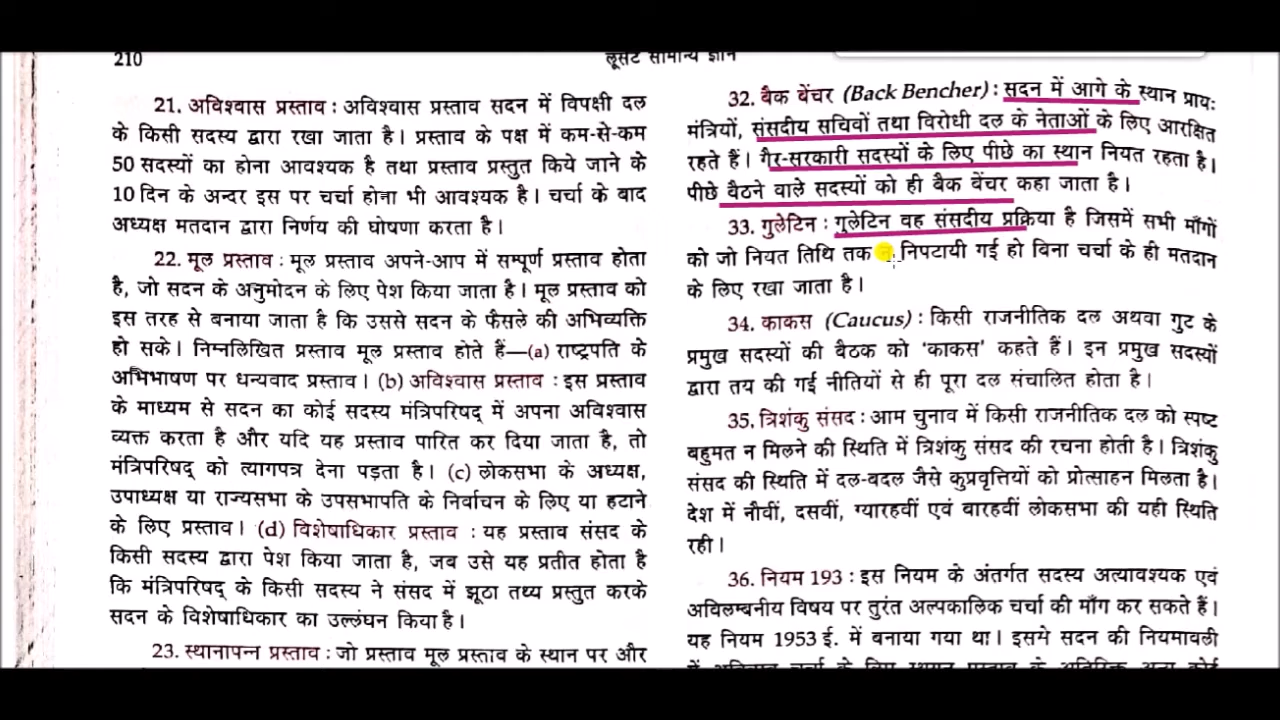 210
लूसेंट सामान्य ज्ञान
21. अविश्वास प्रस्ताव : अविश्वास प्रस्ताव सदन में विपक्षी दल
के किसी सदस्य द्वारा रखा जाता है। प्रस्ताव के पक्ष में कम-से-कम
50 सदस्यों का होना आवश्यक है तथा प्रस्ताव प्रस्तुत किये जाने के
10 दिन के अन्दर इस पर चर्चा होना भी आवश्यक है। चर्चा के बाद
अध्यक्ष मतदान द्वारा निर्णय की घोषणा करता है।
22. मूल प्रस्ताव : मूल प्रस्ताव अपने-आप में सम्पूर्ण प्रस्ताव होता
है, जो सदन के अनुमोदन के लिए पेश किया जाता है। मूल प्रस्ताव को
इस तरह से बनाया जाता है कि उससे सदन के फैसले की अभिव्यक्ति
हो सके। निम्नलिखित प्रस्ताव मूल प्रस्ताव होते हैं—(a) राष्ट्रपति के
अभिभाषण पर धन्यवाद प्रस्ताव। (b) अविश्वास प्रस्ताव : इस प्रस्ताव
के माध्यम से सदन का कोई सदस्य मंत्रिपरिषद् में अपना अविश्वास
व्यक्त करता है और यदि यह प्रस्ताव पारित कर दिया जाता है, तो
मंत्रिपरिषद् को त्यागपत्र देना पड़ता है। (c) लोकसभा के अध्यक्ष,
उपाध्यक्ष या राज्यसभा के उपसभापति के निर्वाचन के लिए या हटाने
के लिए प्रस्ताव। (d) विशेषाधिकार प्रस्ताव : यह प्रस्ताव संसद के
किसी सदस्य द्वारा पेश किया जाता है, जब उसे यह प्रतीत होता है
कि मंत्रिपरिषद् के किसी सदस्य ने संसद में झूठा तथ्य प्रस्तुत करके
सदन के विशेषाधिकार का उल्लंघन किया है।
23. स्थानापन्न प्रस्ताव : जो प्रस्ताव मूल प्रस्ताव के स्थान पर और
32. बैक बेंचर (Back Bencher) : सदन में आगे के स्थान प्रायः
मंत्रियों, संसदीय सचिवों तथा विरोधी दल के नेताओं के लिए आरक्षित
रहते हैं। गैर-सरकारी सदस्यों के लिए पीछे का स्थान नियत रहता है।
पीछे बैठने वाले सदस्यों को ही बैक बेंचर कहा जाता है।
33. गुलेटिन : गुलेटिन वह संसदीय प्रक्रिया है जिसमें सभी माँगों
को जो नियत तिथि तक न निपटायी गई हो बिना चर्चा के ही मतदान
के लिए रखा जाता है।
34. काकस (Caucus) : किसी राजनीतिक दल अथवा गुट के
प्रमुख सदस्यों की बैठक को 'काकस' कहते हैं। इन प्रमुख सदस्यों
द्वारा तय की गई नीतियों से ही पूरा दल संचालित होता है।
35. त्रिशंकु संसद : आम चुनाव में किसी राजनीतिक दल को स्पष्ट
बहुमत न मिलने की स्थिति में त्रिशंकु संसद की रचना होती है। त्रिशंकु
संसद की स्थिति में दल-बदल जैसे कुप्रवृत्तियों को प्रोत्साहन मिलता है।
देश में नौवीं, दसवीं, ग्यारहवीं एवं बारहवीं लोकसभा की यही स्थिति
रही।
36. नियम 193 : इस नियम के अंतर्गत सदस्य अत्यावश्यक एवं
अविलम्बनीय विषय पर तुरंत अल्पकालिक चर्चा की माँग कर सकते हैं।
यह नियम 1953 ई. में बनाया गया था। इससे सदन की नियमावली